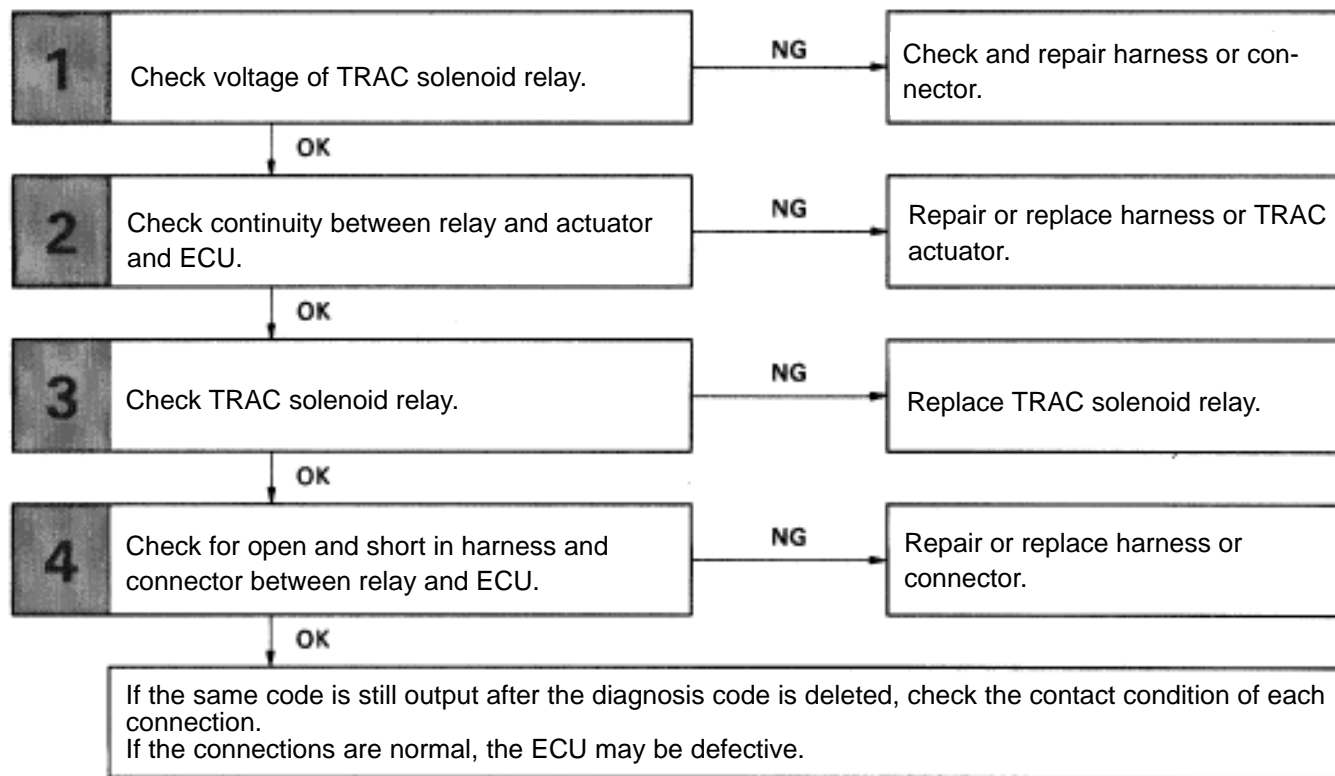 1
Check voltage of TRAC solenoid relay.
NG
Check and repair harness or con-
nector.
OK
2
Check continuity between relay and actuator
and ECU.
NG
Repair or replace harness or TRAC
actuator.
OK
3
Check TRAC solenoid relay.
NG
Replace TRAC solenoid relay.
OK
4
Check for open and short in harness and
connector between relay and ECU.
NG
Repair or replace harness or
connector.
OK
If the same code is still output after the diagnosis code is deleted, check the contact condition of each
connection.
If the connections are normal, the ECU may be defective.